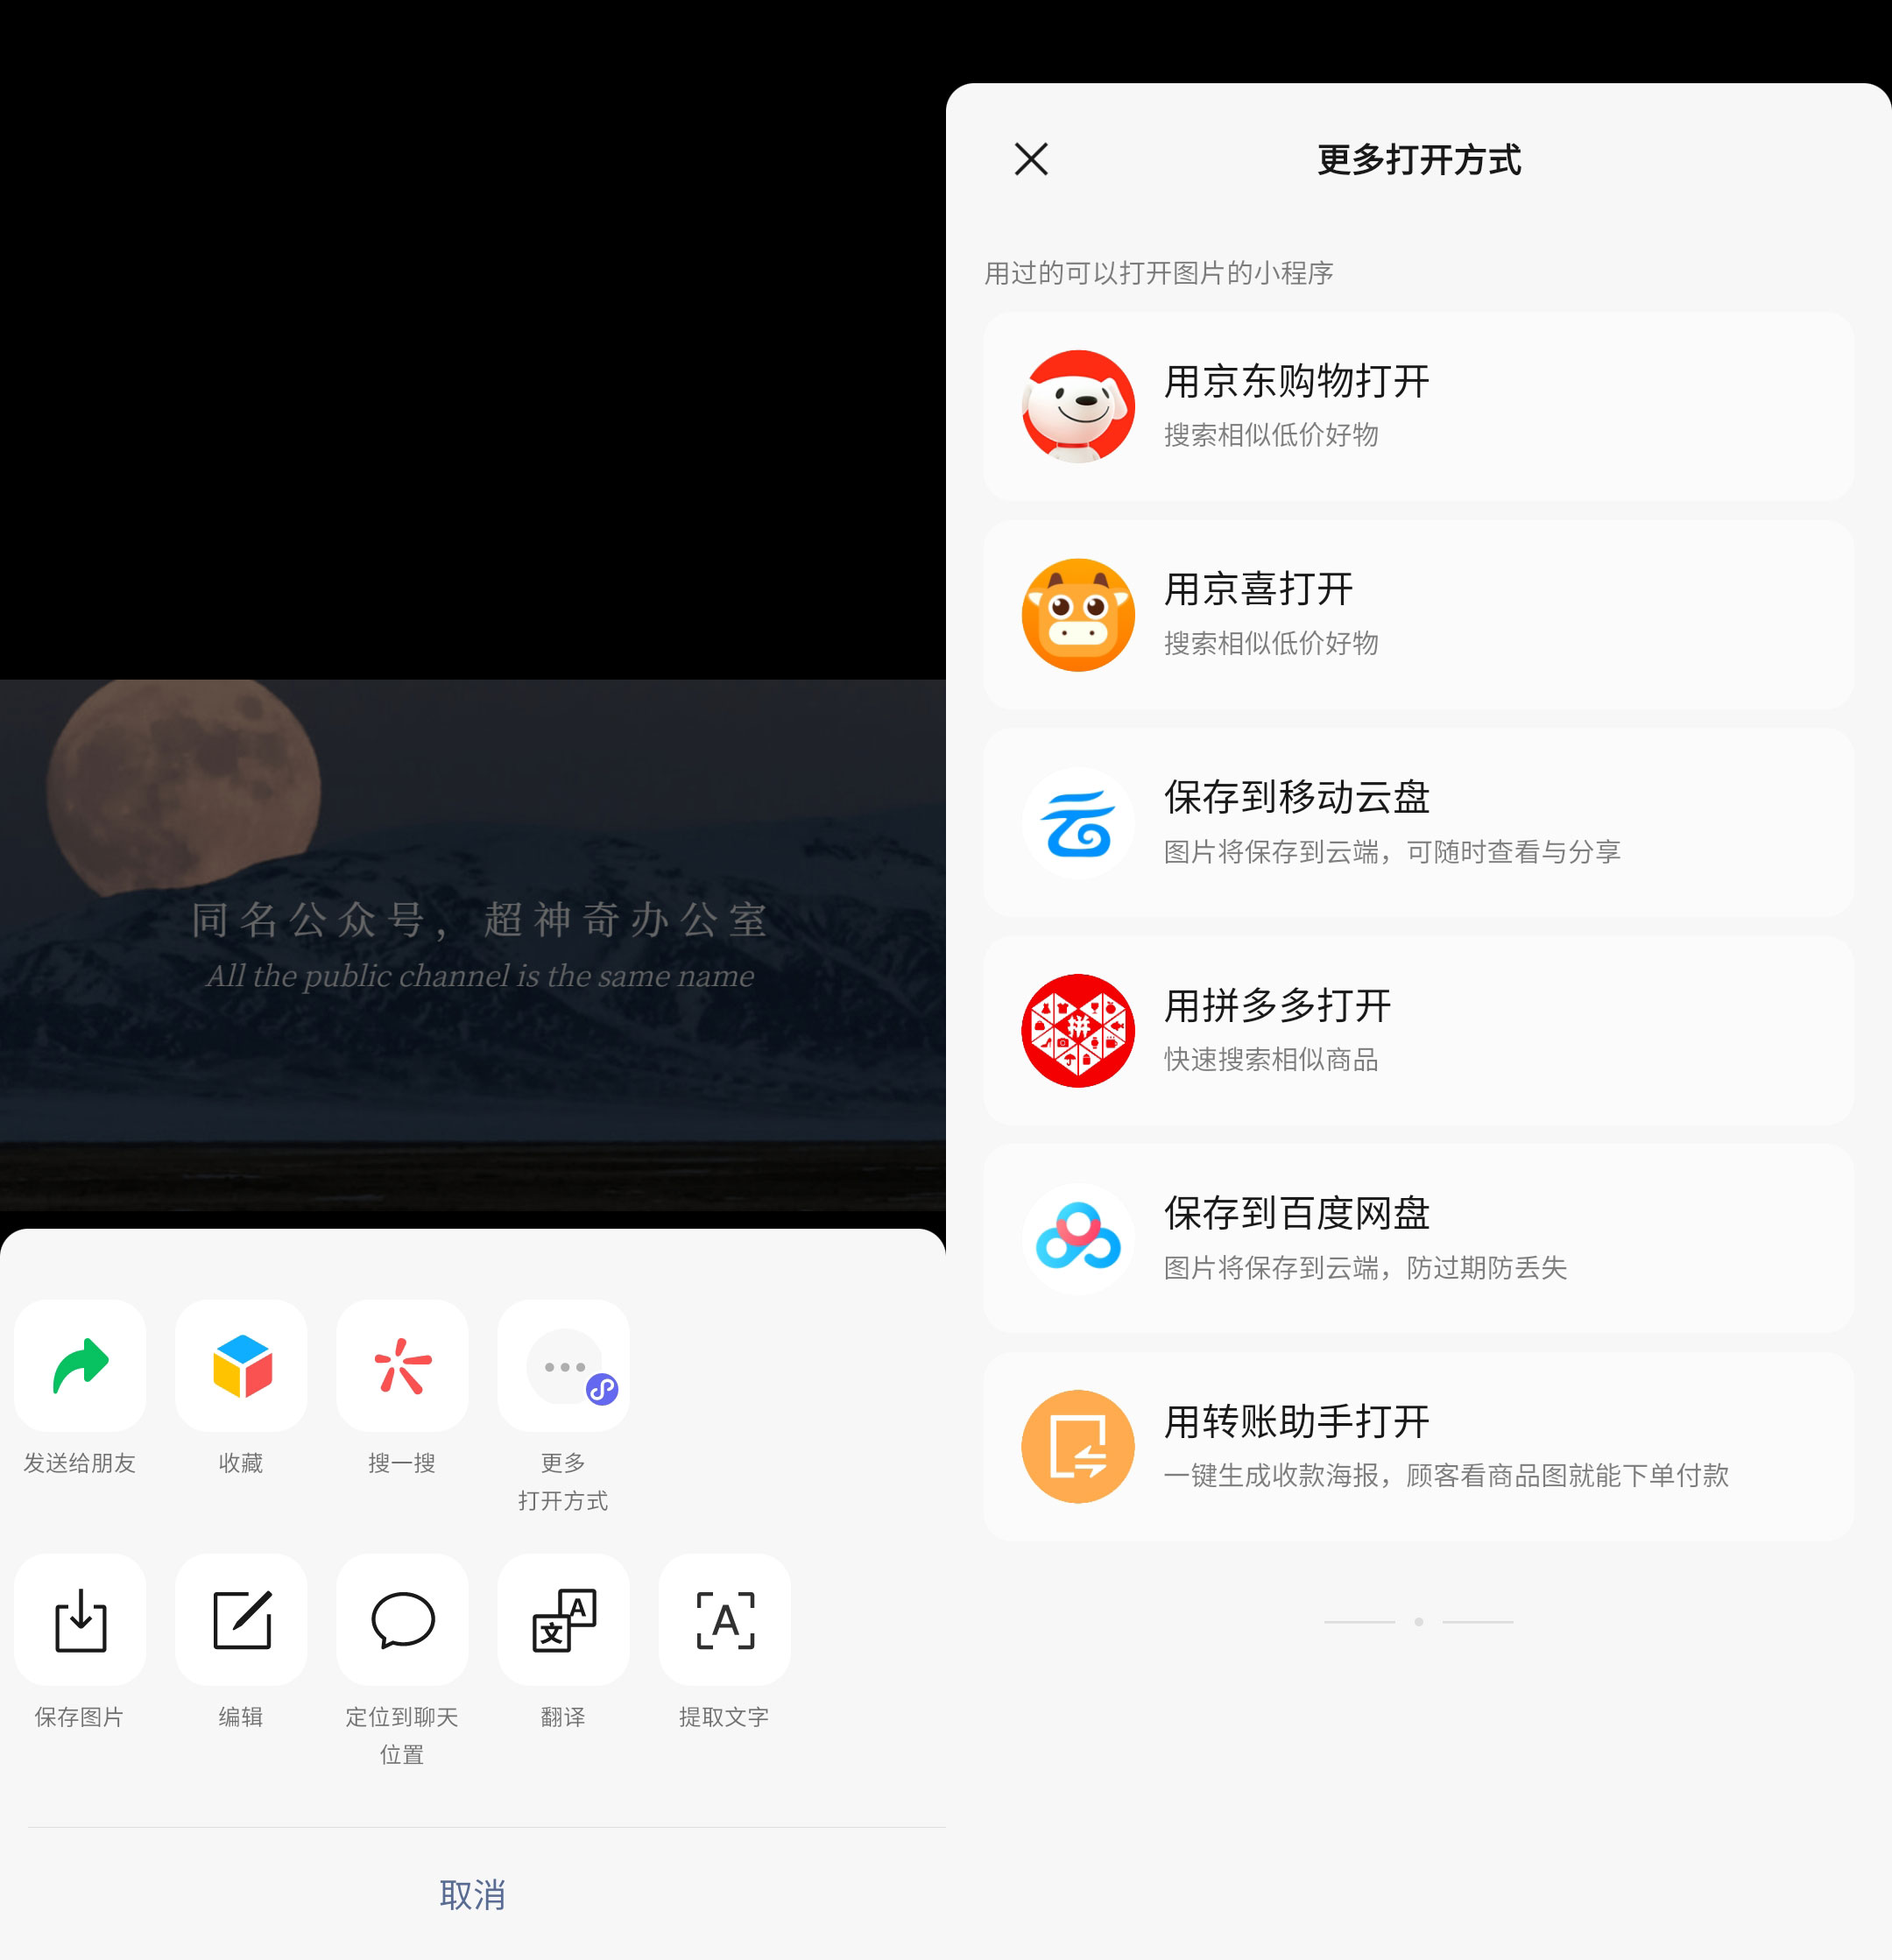 同名公众号，超神奇办公室
All the public channel is the same name
发送给朋友
收藏
搜一搜
更多
打开方式
保存图片
编辑
定位到聊天
位置
翻译
提取文字
取消
更多打开方式
用过的可以打开图片的小程序
用京东购物打开
搜索相似低价好物
用京喜打开
搜索相似低价好物
云
保存到移动云盘
图片将保存到云端，可随时查看与分享
拼
用拼多多打开
快速搜索相似商品
保存到百度网盘
图片将保存到云端，防过期防丢失
用转账助手打开
一键生成收款海报，顾客看商品图就能下单付款